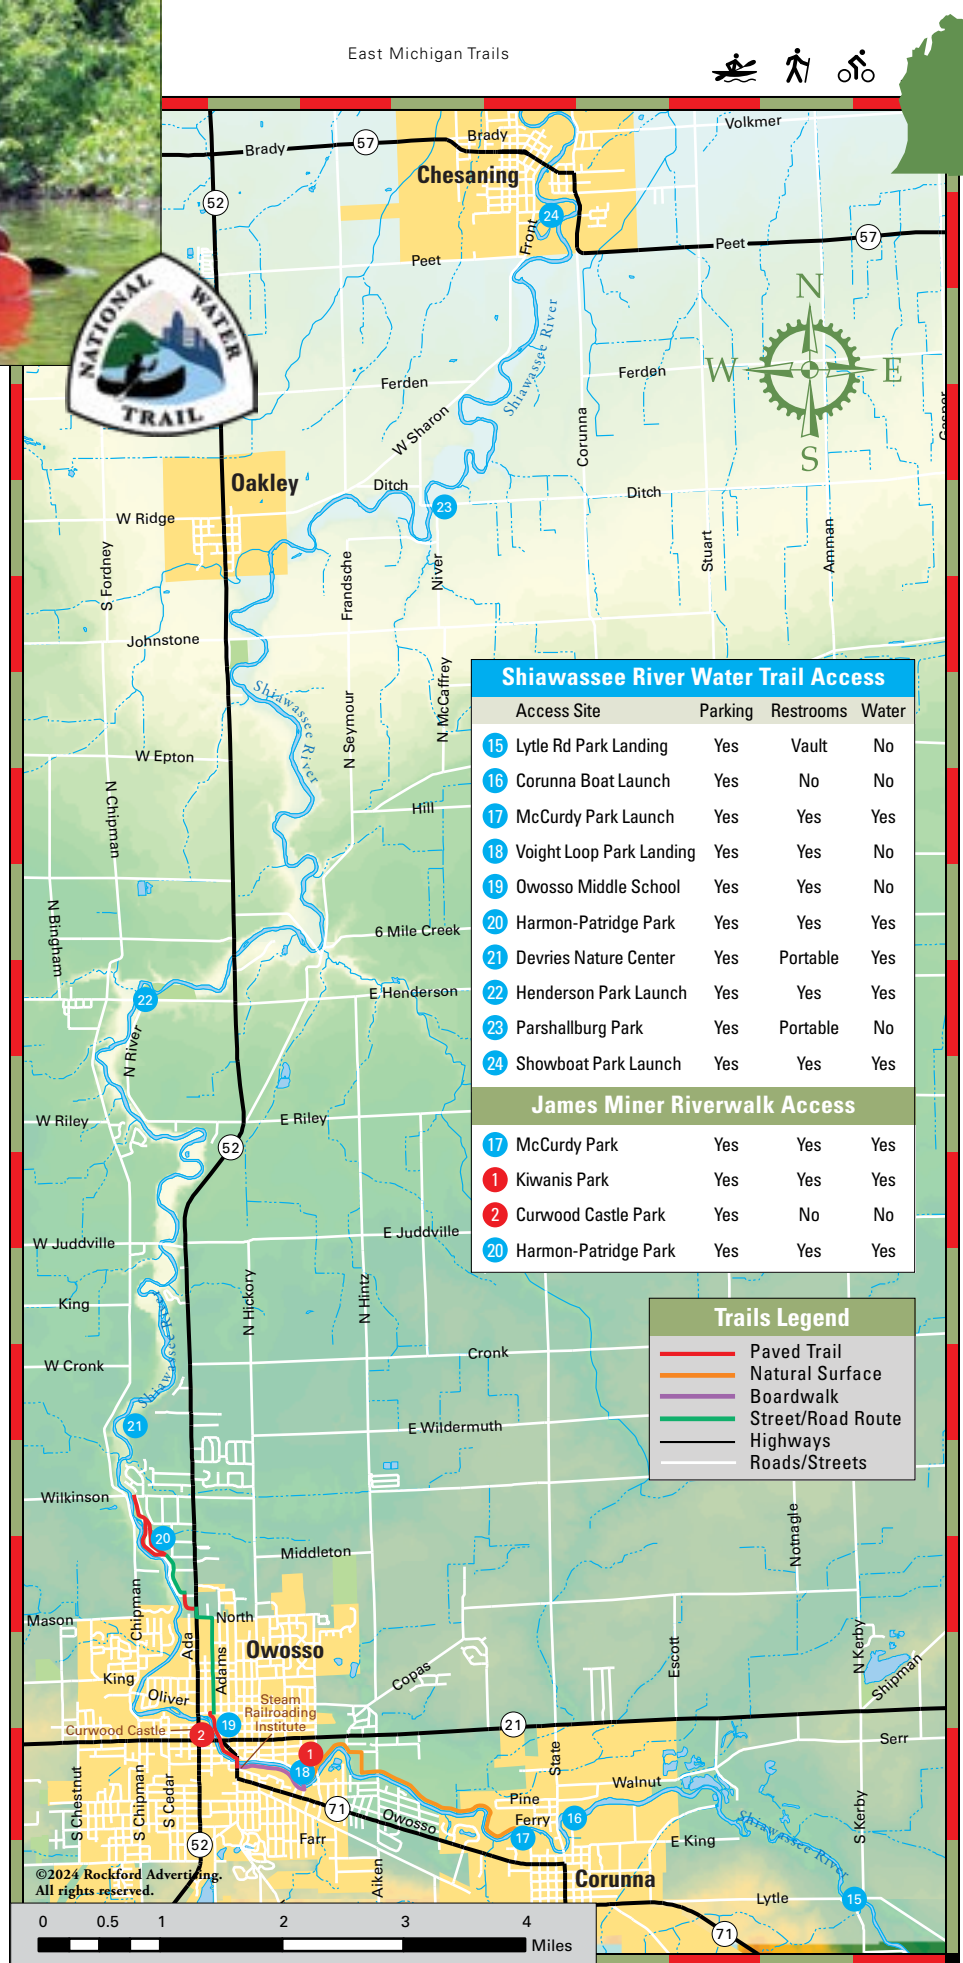 East Michigan Trails
NATIONAL WATER TRAIL
Volkmer
Brady
57
Brady
Chesaning
52
24
Front
Peet
57
Peet
N
W
E
S
Shiawassee River
Ferden
Ferden
W Sharon
Corunna
Oakley
Ditch
Ditch
23
W Ridge
S Fordney
Frandsche
Niver
Stuart
Amman
Johnstone
Shiawassee River
N Seymour
N McCaffrey
W Epton
N Chipman
Hill
N Bingham
6 Mile Creek
22
E Henderson
N River
W Riley
E Riley
52
W Juddville
E Juddville
King
N Hickory
N Hintz
Shiawassee River
W Cronk
Cronk
21
E Wildermuth
Wilkinson
20
Middleton
Notnagle
Chipman
Mason
North
Ada
Adams
Owosso
Escott
N Kerby
King
Copas
Shipman
Oliver
Steam
Railroading
Institute
Curwood Castle
2
19
21
Serr
1
18
State
Walnut
S Chestnut
S Chipman
S Cedar
Pine
71
Owosso
Ferry
16
17
Farr
E King
Shiawassee River
S Kerby
52
Aiken
Corunna
Lytle
15
71
Shiawassee River Water Trail Access
Access Site Parking Restrooms Water
15 Lytle Rd Park Landing Yes Vault No
16 Corunna Boat Launch Yes No No
17 McCurdy Park Launch Yes Yes Yes
18 Voight Loop Park Landing Yes Yes No
19 Owosso Middle School Yes Yes No
20 Harmon-Patridge Park Yes Yes Yes
21 Devries Nature Center Yes Portable Yes
22 Henderson Park Launch Yes Yes Yes
23 Parshallburg Park Yes Portable No
24 Showboat Park Launch Yes Yes Yes
James Miner Riverwalk Access
17 McCurdy Park Yes Yes Yes
1 Kiwanis Park Yes Yes Yes
2 Curwood Castle Park Yes No No
20 Harmon-Patridge Park Yes Yes Yes
Trails Legend
Paved Trail
Natural Surface
Boardwalk
Street/Road Route
Highways
Roads/Streets
©2024 Rockford Advertising.
All rights reserved.
0 0.5 1 2 3 4
Miles